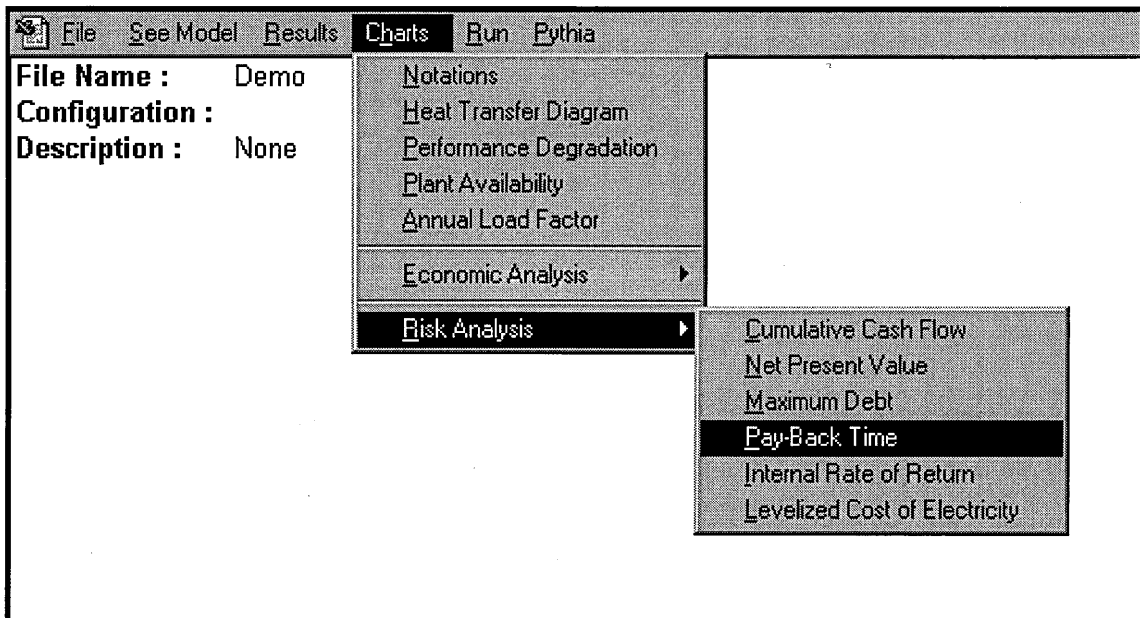 File See Model Results Charts Run Pythia
File Name : Demo
Configuration :
Description : None
Notations
Heat Transfer Diagram
Performance Degradation
Plant Availability
Annual Load Factor
Economic Analysis
Risk Analysis
Cumulative Cash Flow
Net Present Value
Maximum Debt
Pay-Back Time
Internal Rate of Return
Levelized Cost of Electricity